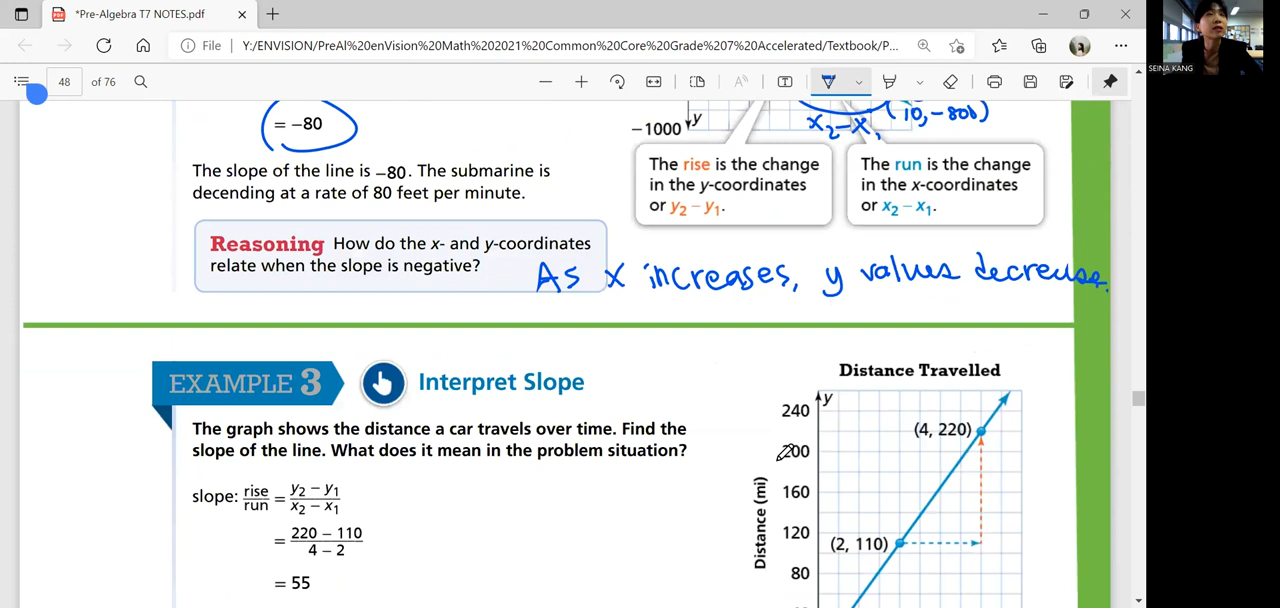 *Pre-Algebra T7 NOTES.pdf
File Y:/ENVISION/PreAl%20enVision%20Math%202021%20Common%20Core%20Grade%207%20Accelerated/Textbook/P...
SEINA KANG
48 of 76
= −80
−1000 y
x₂ − x₁ (10, −800)
The slope of the line is −80. The submarine is
decending at a rate of 80 feet per minute.
The rise is the change
in the y-coordinates
or y₂ − y₁.
The run is the change
in the x-coordinates
or x₂ − x₁.
Reasoning How do the x- and y-coordinates
relate when the slope is negative?
As x increases, y values decrease.
EXAMPLE 3 Interpret Slope
The graph shows the distance a car travels over time. Find the
slope of the line. What does it mean in the problem situation?
slope: rise/run = y₂ − y₁/x₂ − x₁
= 220 − 110/4 − 2
= 55
Distance Travelled
y
240
(4, 220)
200
160
120
(2, 110)
80
Distance (mi)